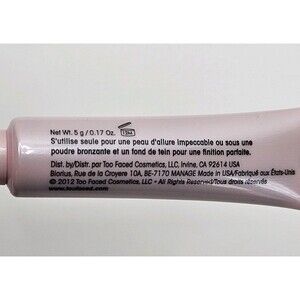 Net Wt. 5 g / 0.17 Oz. 12M
S'utilise seule pour une peau d'allure impeccable ou sous une
poudre bronzante et un fond de tein pour une finition parfaite.
Dist. by/Distr. par Too Faced Cosmetics, LLC, Irvine, CA 92614 USA
Biorius, Rue de la Croyere 10A, BE-7170 MANAGE Made in USA/Fabriqué aux États-Unis
© 2012 Too Faced Cosmetics, LLC - All Rights Reserved/Tous droits réservés
www.toofaced.com